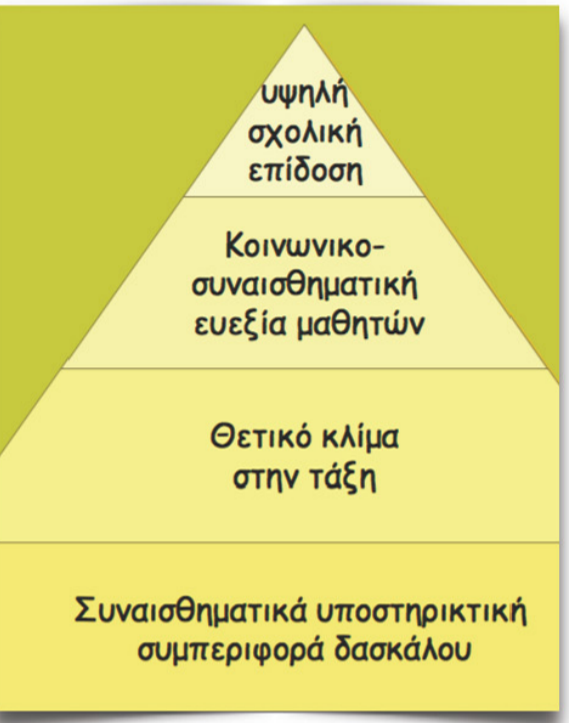 υψηλή
σχολική
επίδοση
Κοινωνικο-
συναισθηματική
ευεξία μαθητών
Θετικό κλίμα
στην τάξη
Συναισθηματικά υποστηρικτική
συμπεριφορά δασκάλου